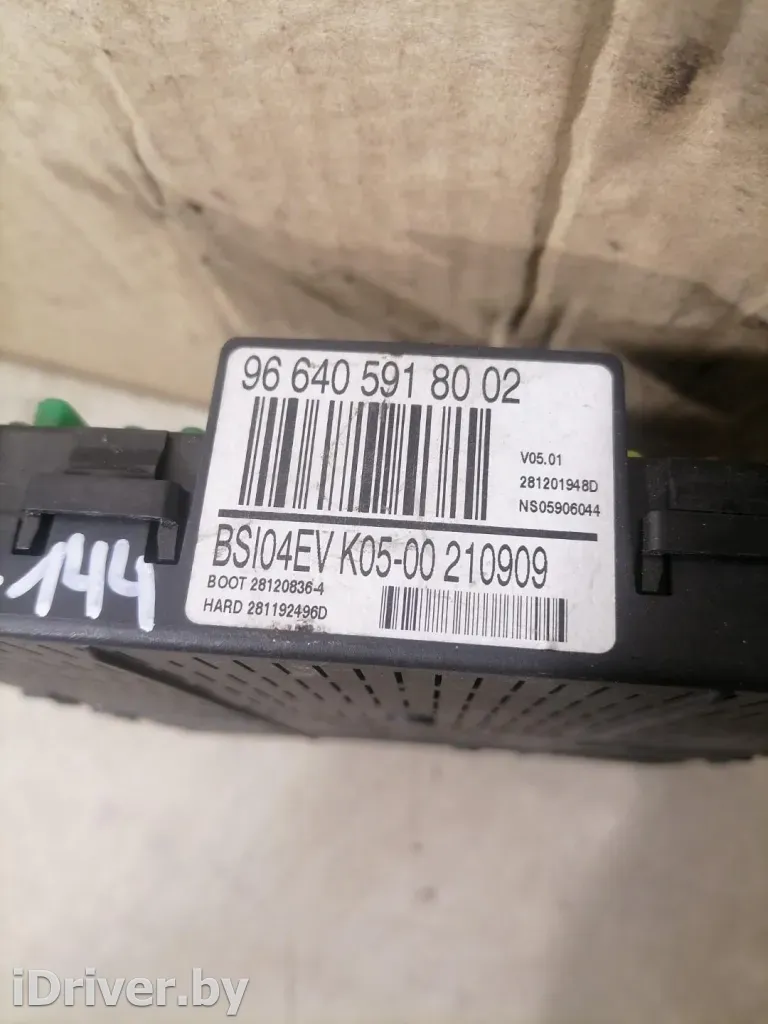 96 640 591 80 02
V05.01
281201948D
NS05906044
BSI04EV K05-00 210909
BOOT 28120836-4
HARD 281192496D
144
iDriver.by